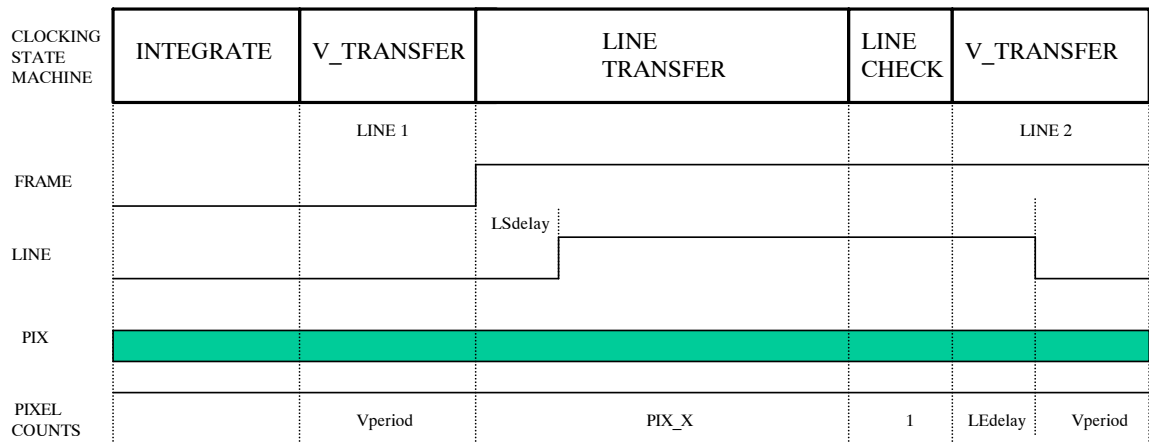 CLOCKING
STATE
MACHINE
INTEGRATE
V_TRANSFER
LINE
TRANSFER
LINE
CHECK
V_TRANSFER
LINE 1
LINE 2
FRAME
LSdelay
LINE
PIX
PIXEL
COUNTS
Vperiod
PIX_X
1
LEdelay
Vperiod